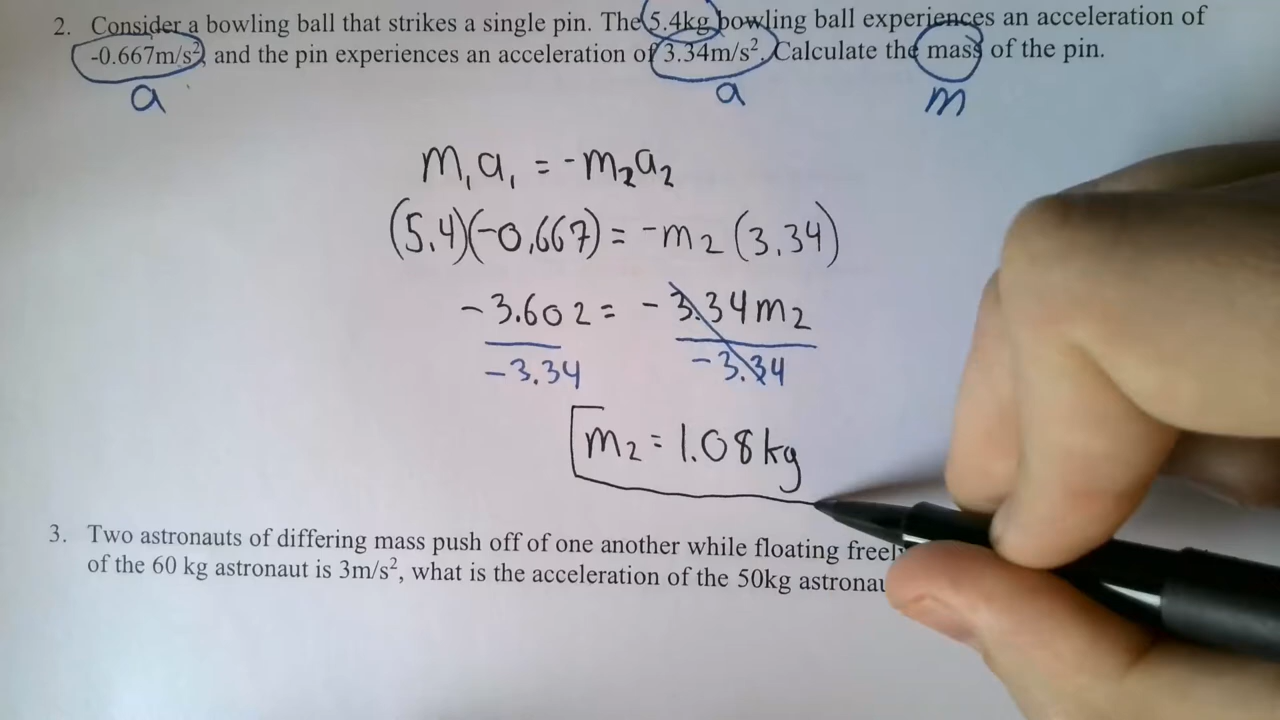 2. Consider a bowling ball that strikes a single pin. The 5.4kg bowling ball experiences an acceleration of
-0.667m/s², and the pin experiences an acceleration of 3.34m/s². Calculate the mass of the pin.
a a m
m₁a₁ = -m₂a₂
(5.4)(-0.667) = -m₂(3.34)
-3.602 = -3.34m₂
-3.34 -3.34
m₂ = 1.08kg
3. Two astronauts of differing mass push off of one another while floating
of the 60 kg astronaut is 3m/s², what is the acceleration of the 50kg